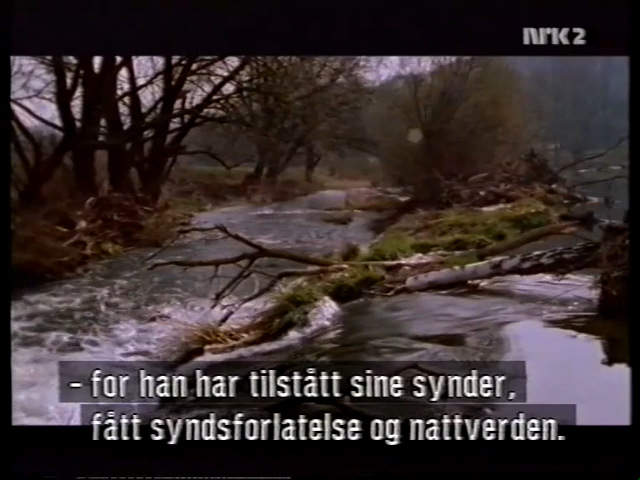 NRK2
- for han har tilstått sine synder,
fått syndsforlatelse og nattverden.